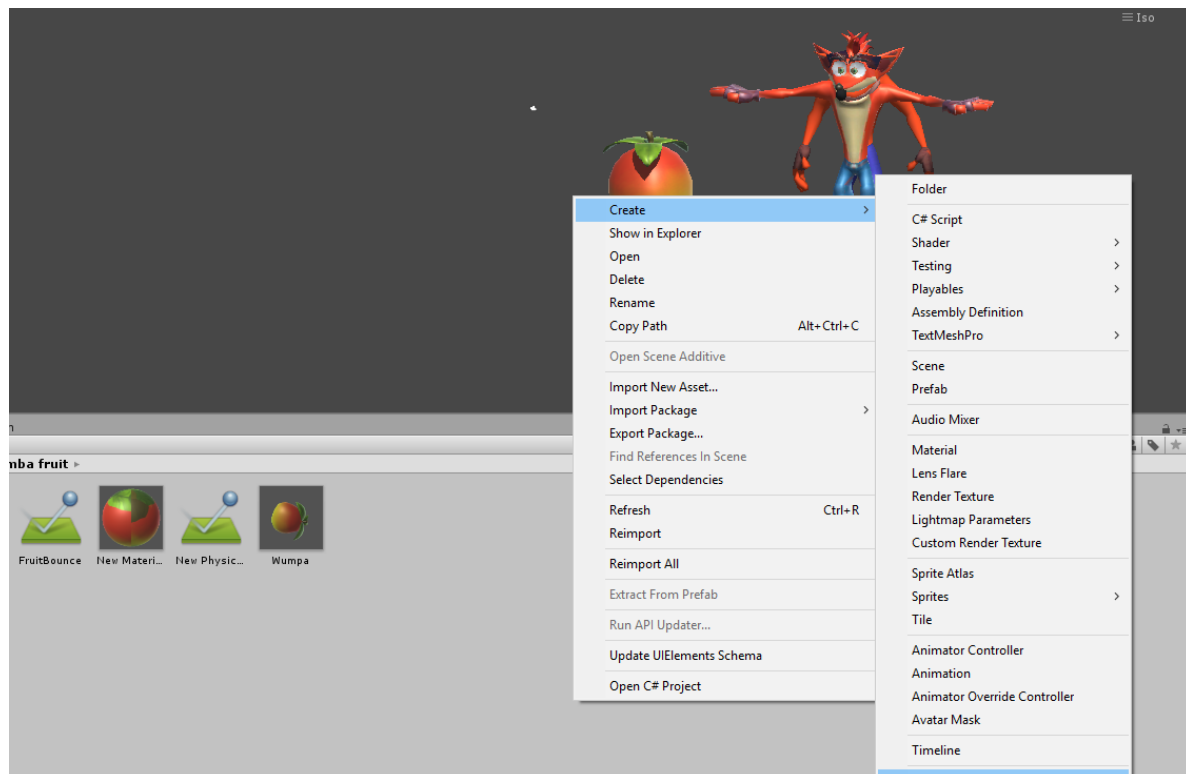 Iso
Create
Show in Explorer
Open
Delete
Rename
Copy Path Alt+Ctrl+C
Open Scene Additive
Import New Asset...
Import Package
Export Package...
Find References In Scene
Select Dependencies
Refresh Ctrl+R
Reimport
Reimport All
Extract From Prefab
Run API Updater...
Update UIElements Schema
Open C# Project
Folder
C# Script
Shader
Testing
Playables
Assembly Definition
TextMeshPro
Scene
Prefab
Audio Mixer
Material
Lens Flare
Render Texture
Lightmap Parameters
Custom Render Texture
Sprite Atlas
Sprites
Tile
Animator Controller
Animation
Animator Override Controller
Avatar Mask
Timeline
mba fruit
FruitBounce New Materi... New Physic... Wumpa